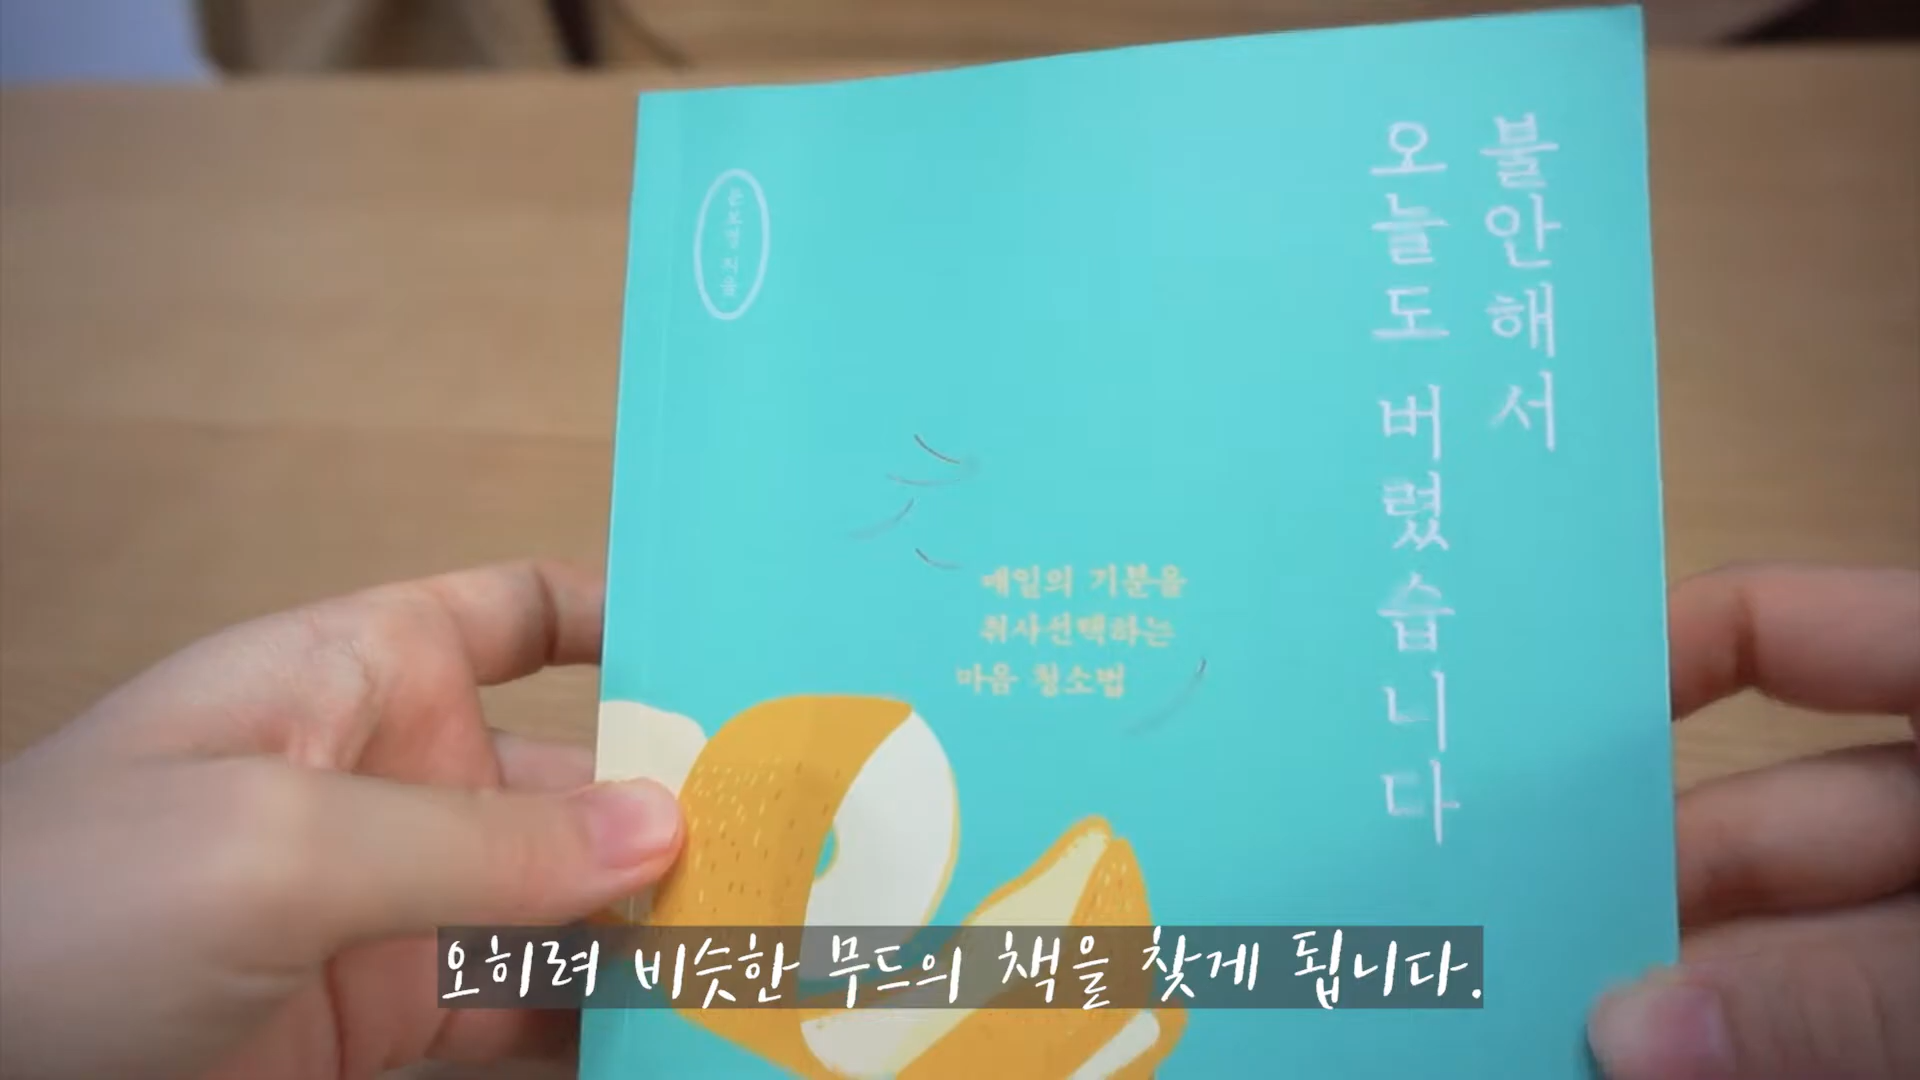 불안해서
오늘도 버렸습니다
지음
매일의 기분을
취사선택하는
마음 청소법
오히려 비슷한 무드의 책을 찾게 됩니다.